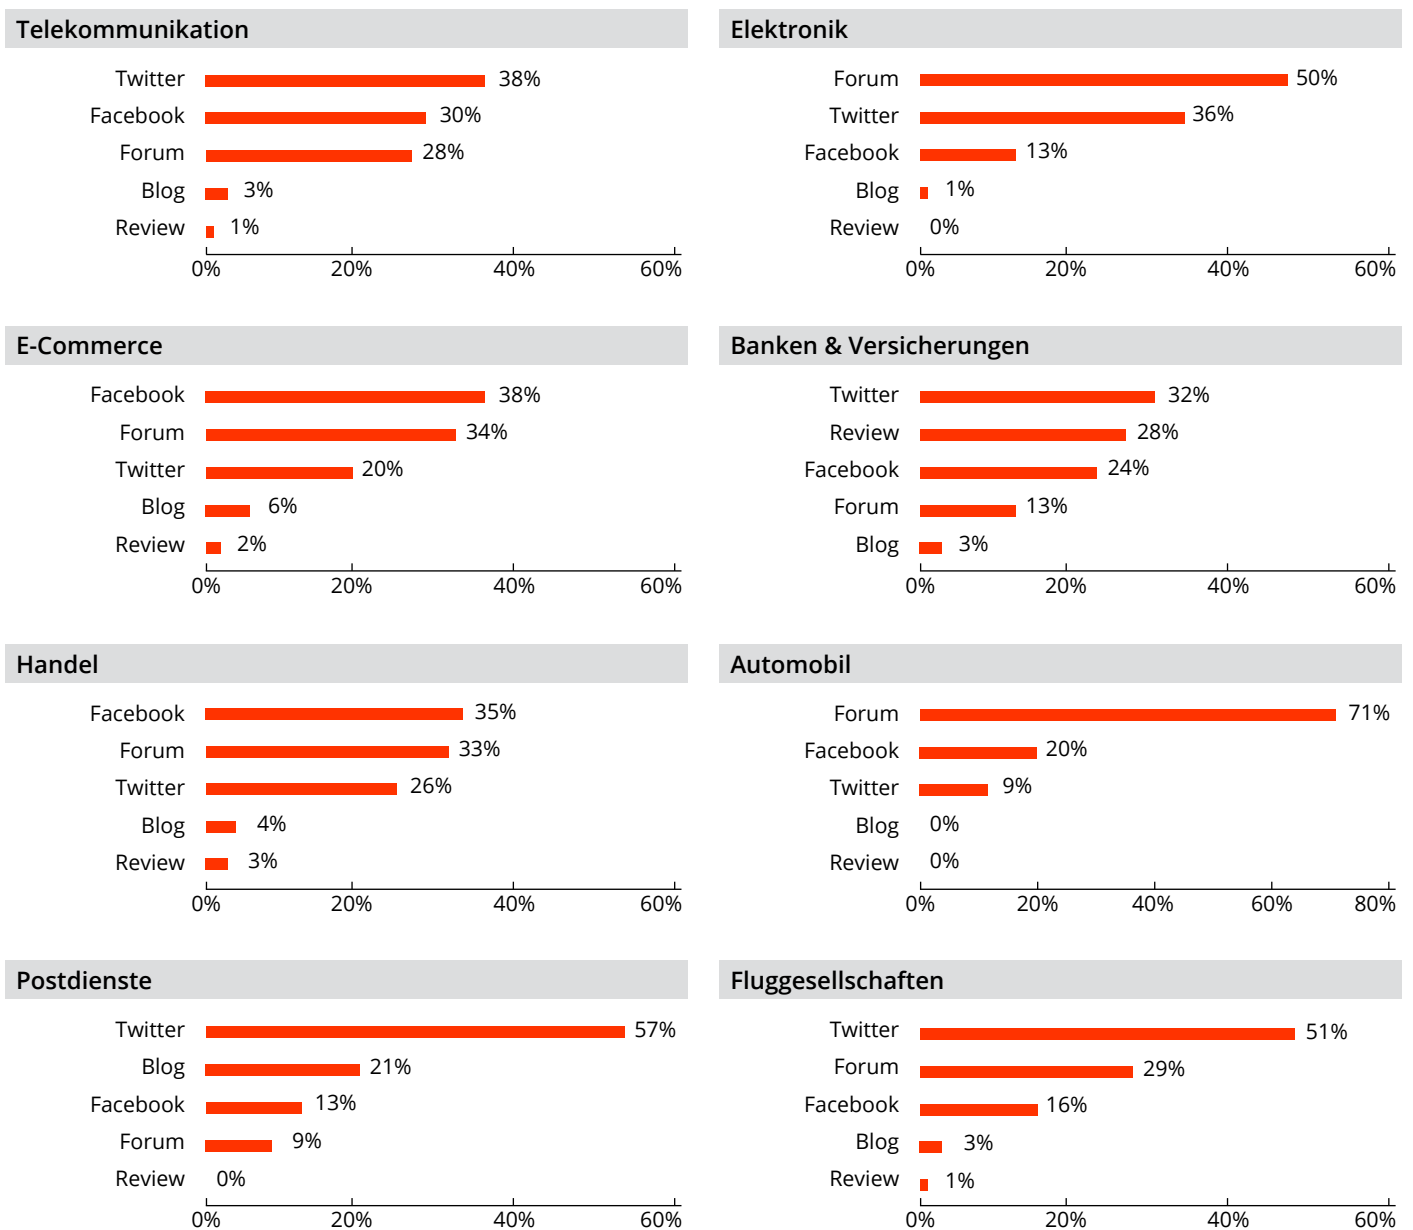 Telekommunikation
Twitter 38%
Facebook 30%
Forum 28%
Blog 3%
Review 1%
0% 20% 40% 60%
Elektronik
Forum 50%
Twitter 36%
Facebook 13%
Blog 1%
Review 0%
0% 20% 40% 60%
E-Commerce
Facebook 38%
Forum 34%
Twitter 20%
Blog 6%
Review 2%
0% 20% 40% 60%
Banken & Versicherungen
Twitter 32%
Review 28%
Facebook 24%
Forum 13%
Blog 3%
0% 20% 40% 60%
Handel
Facebook 35%
Forum 33%
Twitter 26%
Blog 4%
Review 3%
0% 20% 40% 60%
Automobil
Forum 71%
Facebook 20%
Twitter 9%
Blog 0%
Review 0%
0% 20% 40% 60% 80%
Postdienste
Twitter 57%
Blog 21%
Facebook 13%
Forum 9%
Review 0%
0% 20% 40% 60%
Fluggesellschaften
Twitter 51%
Forum 29%
Facebook 16%
Blog 3%
Review 1%
0% 20% 40% 60%